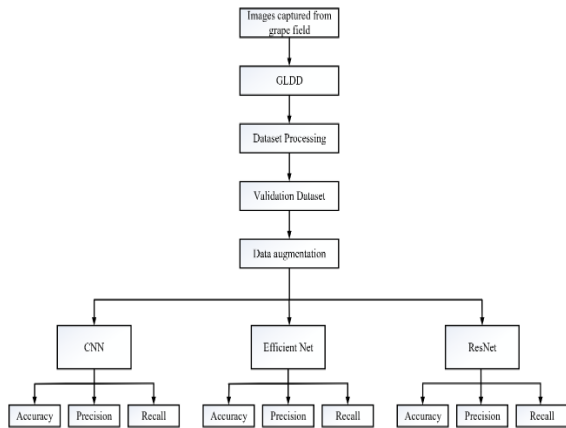 Images captured from
grape field
GLDD
Dataset Processing
Validation Dataset
Data augmentation
CNN
Efficient Net
ResNet
Accuracy
Precision
Recall
Accuracy
Precision
Recall
Accuracy
Precision
Recall